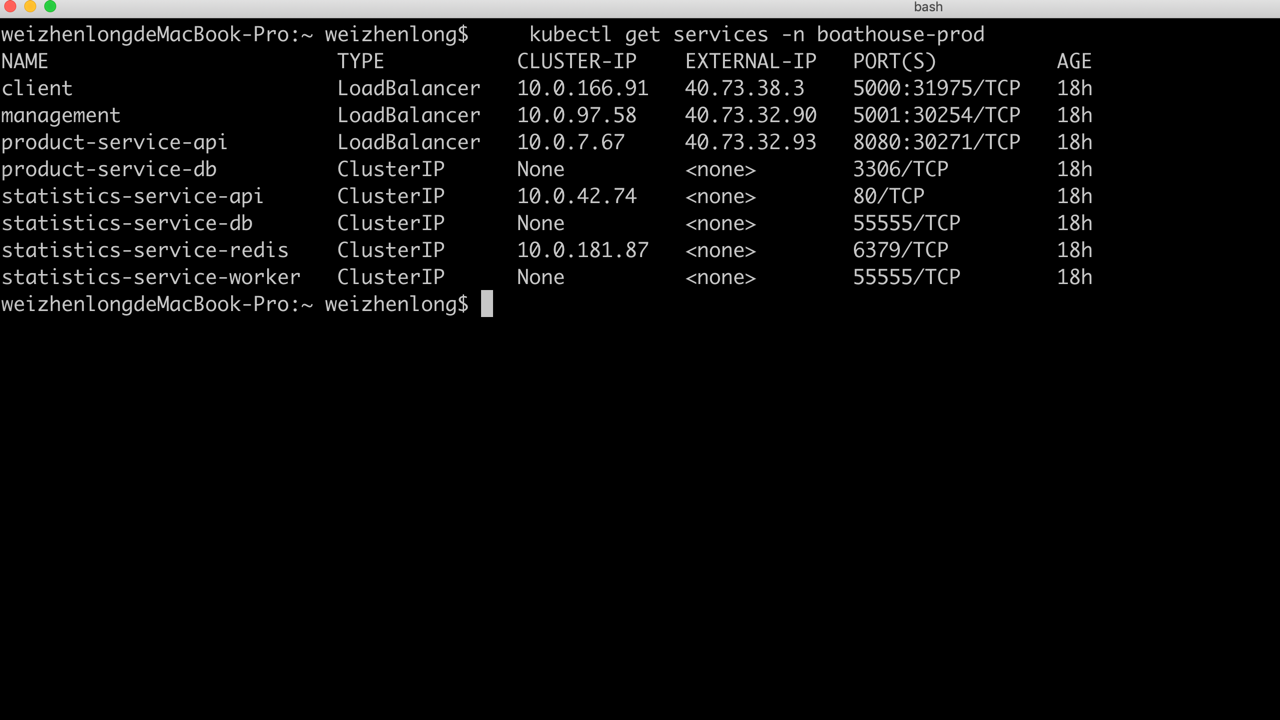 bash
weizhenlongdeMacBook-Pro:~ weizhenlong$     kubectl get services -n boathouse-prod
NAME                        TYPE           CLUSTER-IP    EXTERNAL-IP   PORT(S)          AGE
client                      LoadBalancer   10.0.166.91   40.73.38.3    5000:31975/TCP   18h
management                  LoadBalancer   10.0.97.58    40.73.32.90   5001:30254/TCP   18h
product-service-api         LoadBalancer   10.0.7.67     40.73.32.93   8080:30271/TCP   18h
product-service-db          ClusterIP      None          <none>        3306/TCP         18h
statistics-service-api      ClusterIP      10.0.42.74    <none>        80/TCP           18h
statistics-service-db       ClusterIP      None          <none>        55555/TCP        18h
statistics-service-redis    ClusterIP      10.0.181.87   <none>        6379/TCP         18h
statistics-service-worker   ClusterIP      None          <none>        55555/TCP        18h
weizhenlongdeMacBook-Pro:~ weizhenlong$